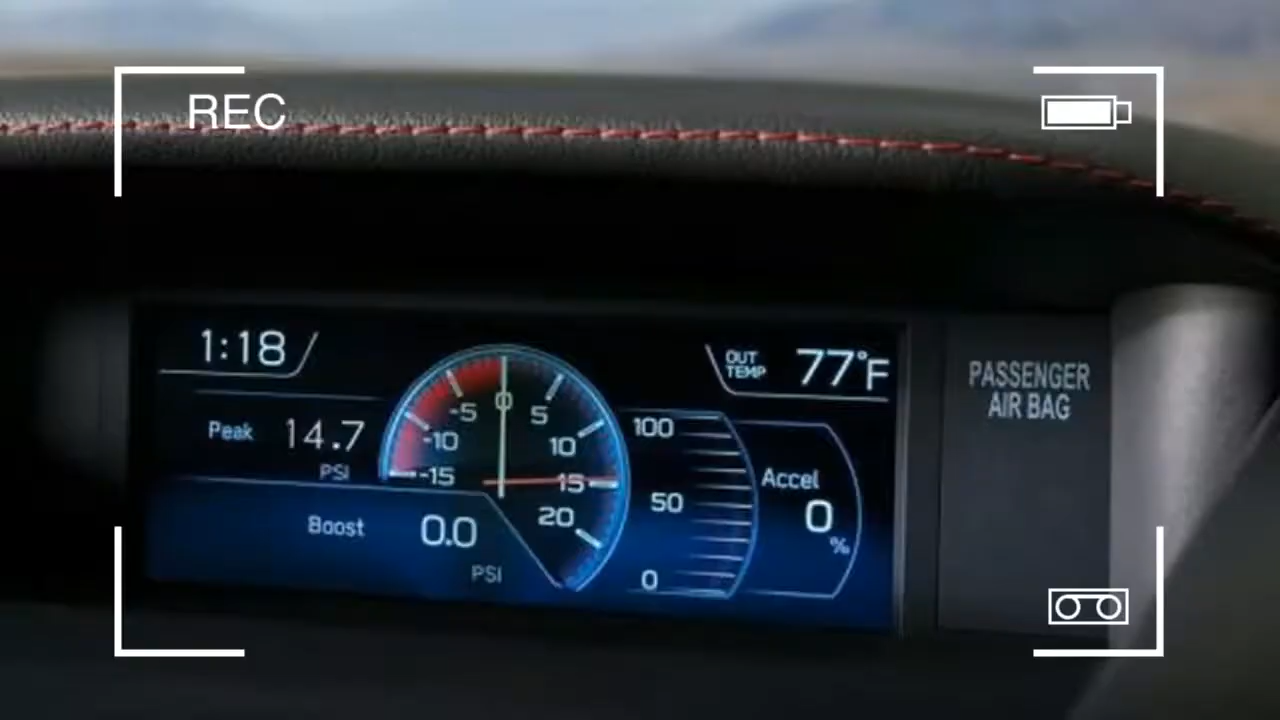 REC
1:18
OUT
TEMP
77°F
PASSENGER
AIR BAG
Peak 14.7
PSI
-15
-10
-5
0
5
10
15
20
Boost 0.0
PSI
100
50
0
Accel
0
%